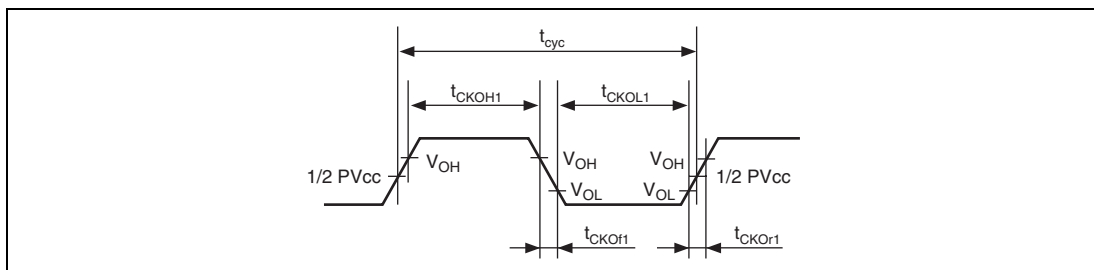 tcyc
tCKOH1 tCKOL1
VOH VOH VOH
1/2 PVcc 1/2 PVcc
VOL VOL
tCKOf1 tCKOr1